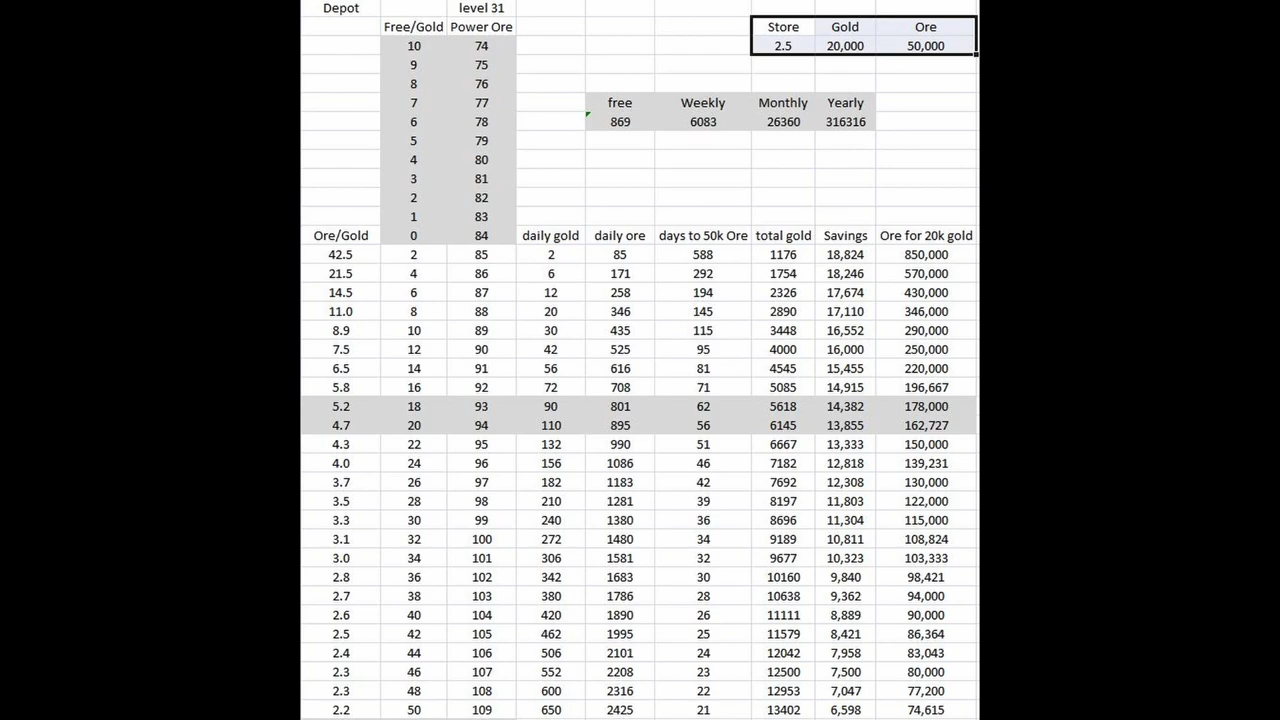 Depot level 31
Free/Gold Power Ore Store Gold Ore
10 74 2.5 20,000 50,000
9 75
8 76
7 77 free Weekly Monthly Yearly
6 78 869 6083 26360 316316
5 79
4 80
3 81
2 82
1 83
Ore/Gold 0 84 daily gold daily ore days to 50k Ore total gold Savings Ore for 20k gold
42.5 2 85 2 85 588 1176 18,824 850,000
21.5 4 86 6 171 292 1754 18,246 570,000
14.5 6 87 12 258 194 2326 17,674 430,000
11.0 8 88 20 346 145 2890 17,110 346,000
8.9 10 89 30 435 115 3448 16,552 290,000
7.5 12 90 42 525 95 4000 16,000 250,000
6.5 14 91 56 616 81 4545 15,455 220,000
5.8 16 92 72 708 71 5085 14,915 196,667
5.2 18 93 90 801 62 5618 14,382 178,000
4.7 20 94 110 895 56 6145 13,855 162,727
4.3 22 95 132 990 51 6667 13,333 150,000
4.0 24 96 156 1086 46 7182 12,818 139,231
3.7 26 97 182 1183 42 7692 12,308 130,000
3.5 28 98 210 1281 39 8197 11,803 122,000
3.3 30 99 240 1380 36 8696 11,304 115,000
3.1 32 100 272 1480 34 9189 10,811 108,824
3.0 34 101 306 1581 32 9677 10,323 103,333
2.8 36 102 342 1683 30 10160 9,840 98,421
2.7 38 103 380 1786 28 10638 9,362 94,000
2.6 40 104 420 1890 26 11111 8,889 90,000
2.5 42 105 462 1995 25 11579 8,421 86,364
2.4 44 106 506 2101 24 12042 7,958 83,043
2.3 46 107 552 2208 23 12500 7,500 80,000
2.3 48 108 600 2316 22 12953 7,047 77,200
2.2 50 109 650 2425 21 13402 6,598 74,615